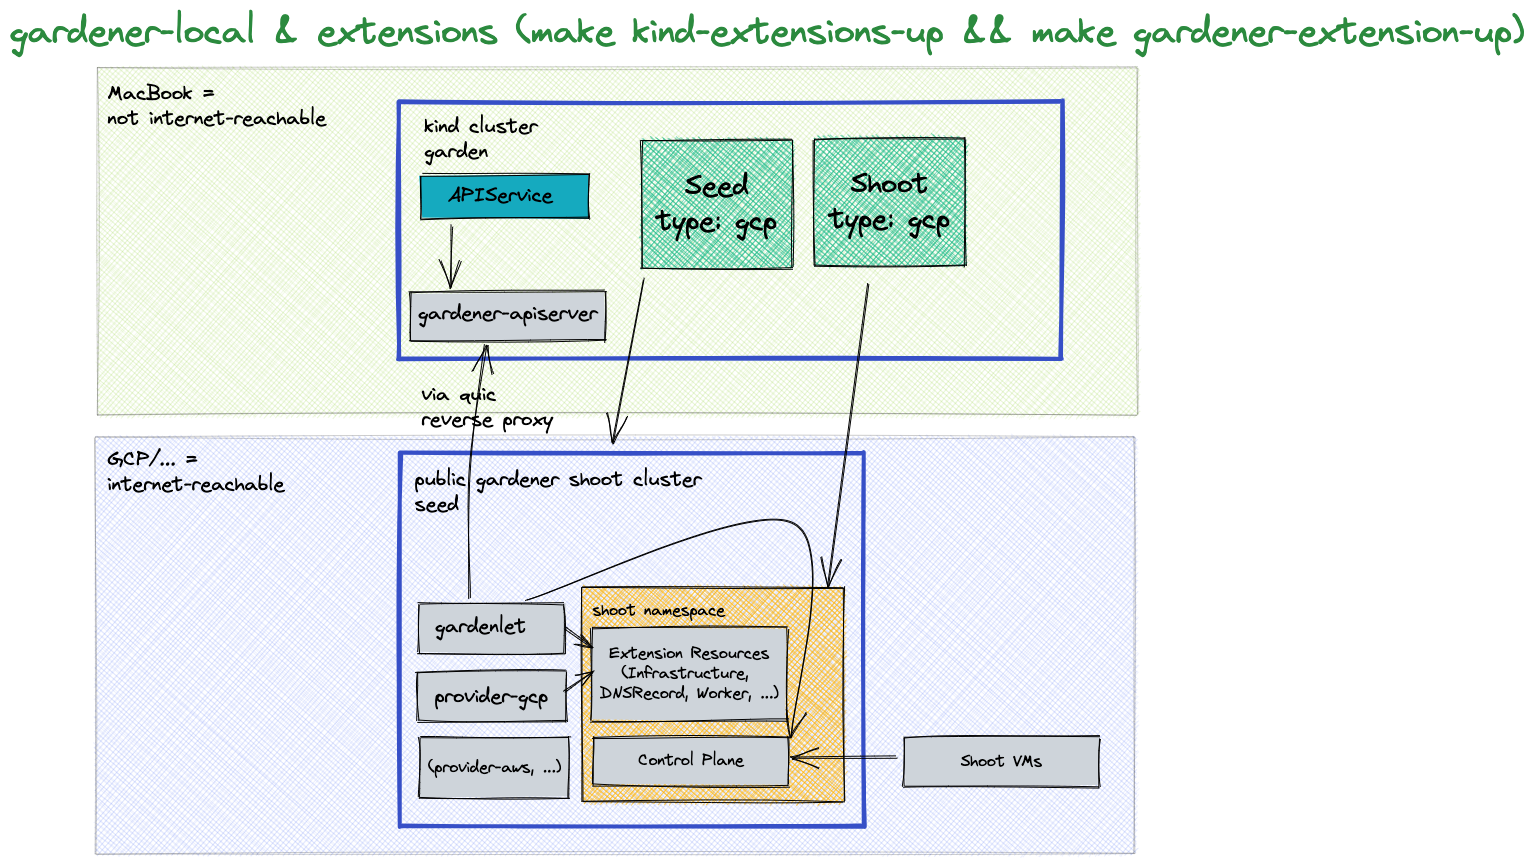 gardener-local & extensions (make kind-extensions-up && make gardener-extension-up)
MacBook =
not internet-reachable
kind cluster
garden
APIService
gardener-apiserver
Seed
type: gcp
Shoot
type: gcp
via quic
reverse proxy
GCP/... =
internet-reachable
public gardener shoot cluster
seed
gardenlet
provider-gcp
(provider-aws, ...)
shoot namespace
Extension Resources
(Infrastructure,
DNSRecord, Worker, ...)
Control Plane
Shoot VMs